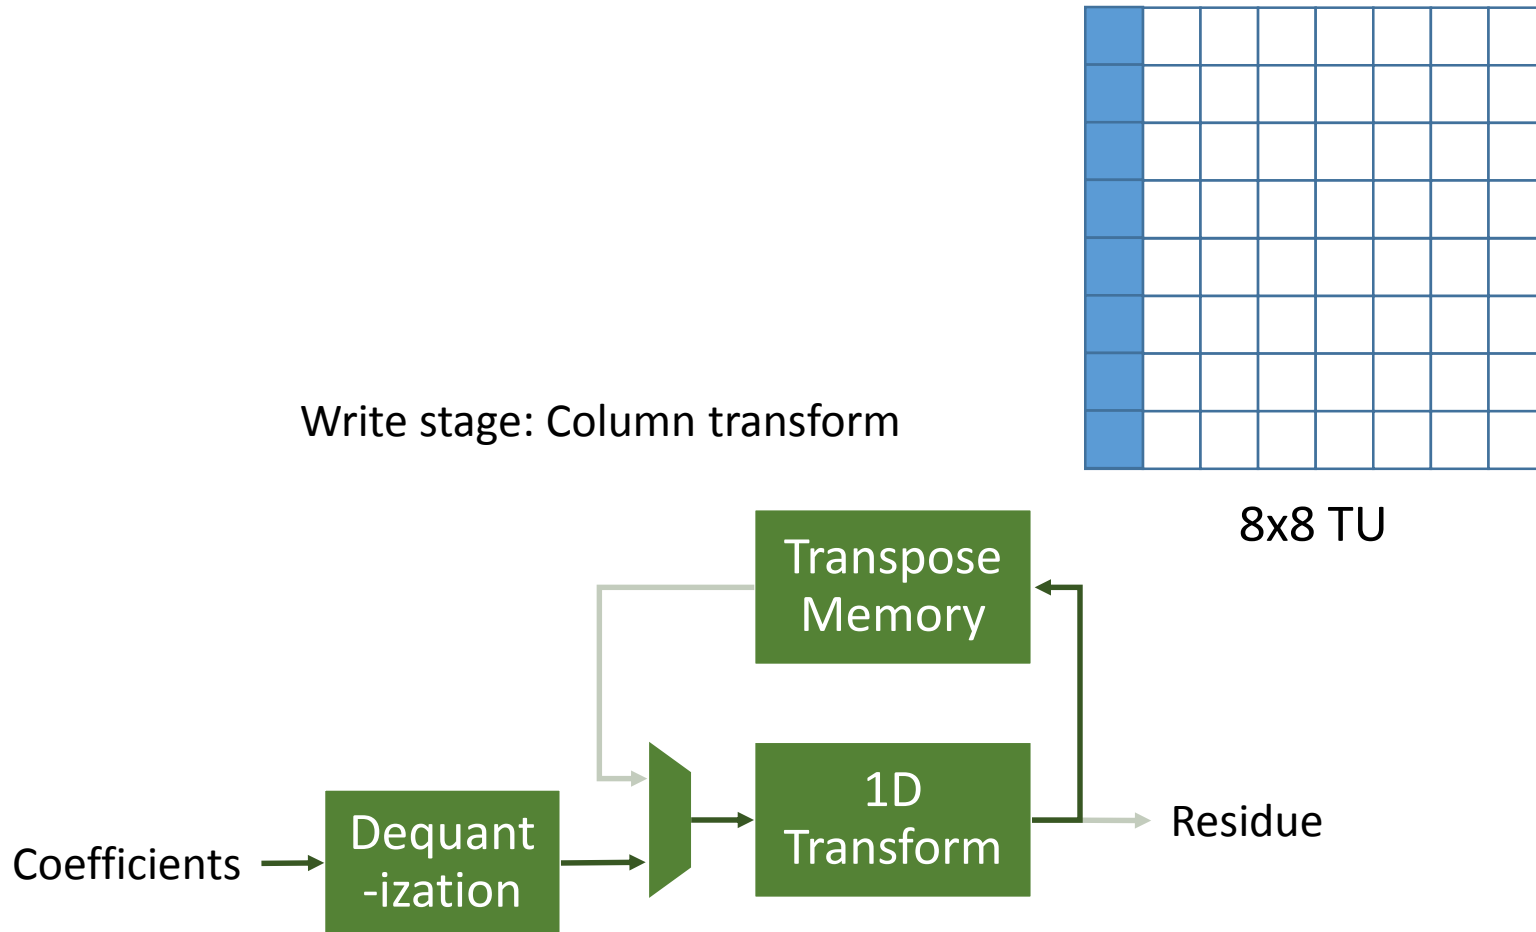 Write stage: Column transform
8x8 TU
Transpose
Memory
1D
Transform
Residue
Dequant
-ization
Coefficients